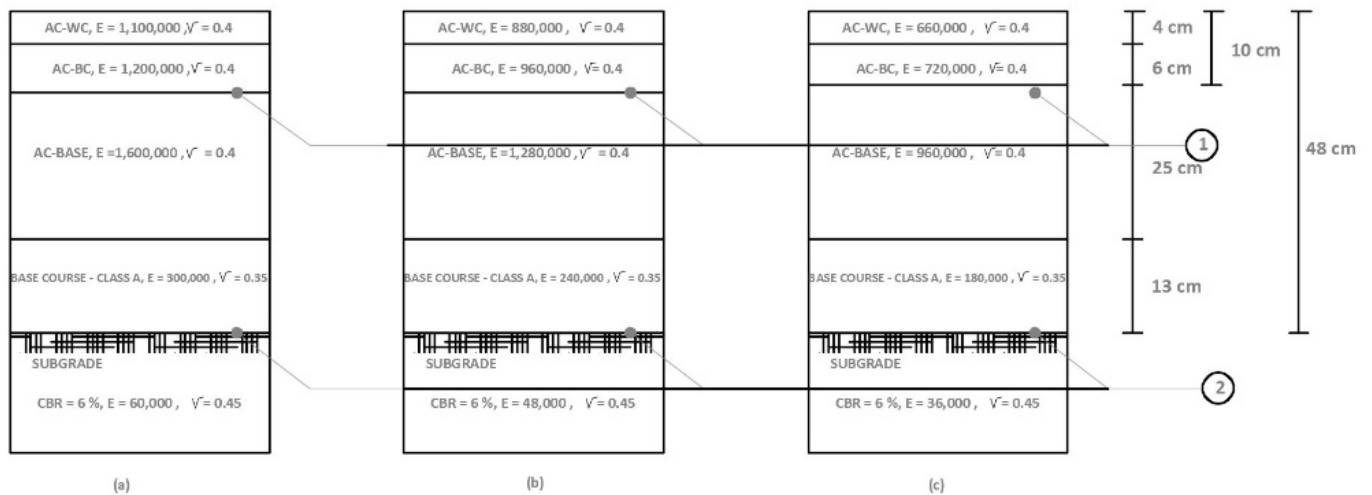 AC-WC, E = 1,100,000 ,√ = 0.4
AC-BC, E = 1,200,000 ,√ = 0.4
AC-BASE, E =1,600,000 ,√ = 0.4
BASE COURSE - CLASS A, E = 300,000 , √ = 0.35
SUBGRADE
CBR = 6 %, E = 60,000 , √ = 0.45
(a)
AC-WC, E = 880,000 , √ = 0.4
AC-BC, E = 960,000 , √= 0.4
AC-BASE, E =1,280,000 , √ = 0.4
BASE COURSE - CLASS A, E = 240,000 , √ = 0.35
SUBGRADE
CBR = 6 %, E = 48,000 , √ = 0.45
(b)
AC-WC, E = 660,000 , √ = 0.4
AC-BC, E = 720,000 , √ = 0.4
AC-BASE, E = 960,000 , √ = 0.4
BASE COURSE - CLASS A, E = 180,000 , √ = 0.35
SUBGRADE
CBR = 6 %, E = 36,000 , √ = 0.45
(c)
4 cm
6 cm
10 cm
1
25 cm
48 cm
13 cm
2